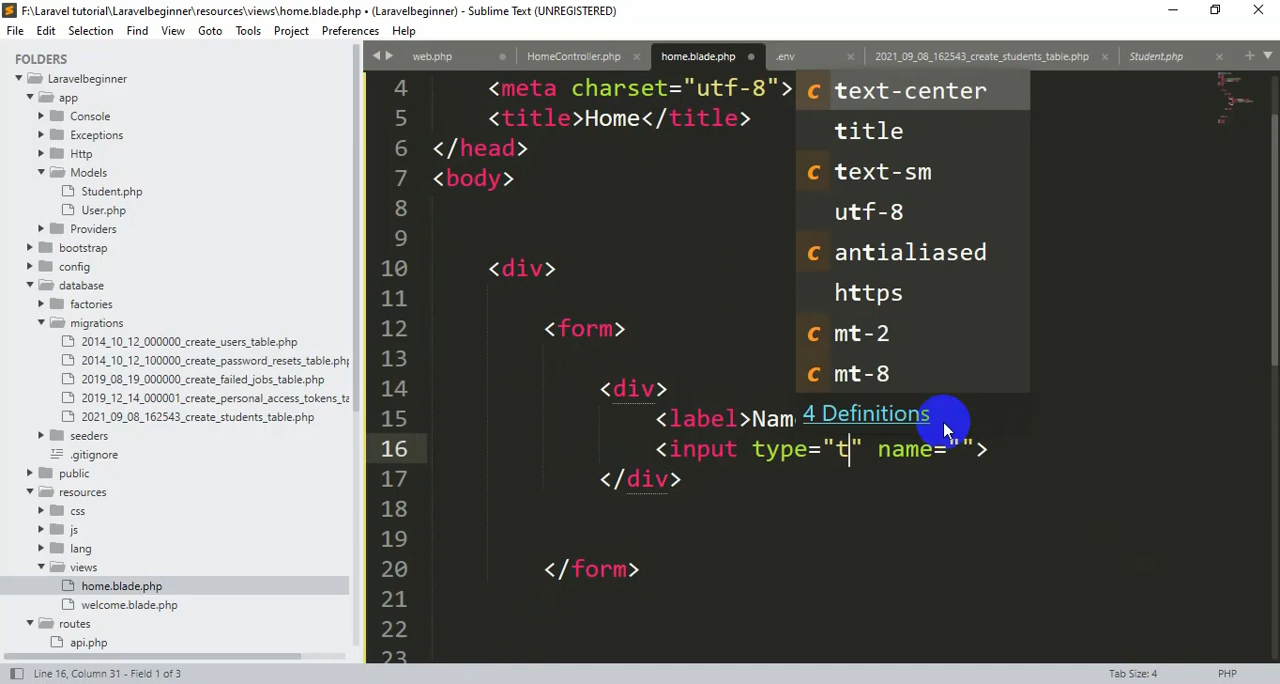 F:\Laravel tutorial\Laravelbeginner\resources\views\home.blade.php • (Laravelbeginner) - Sublime Text (UNREGISTERED)
File Edit Selection Find View Goto Tools Project Preferences Help
FOLDERS
Laravelbeginner
app
Console
Exceptions
Http
Models
Student.php
User.php
Providers
bootstrap
config
database
factories
migrations
2014_10_12_000000_create_users_table.php
2014_10_12_100000_create_password_resets_table.php
2019_08_19_000000_create_failed_jobs_table.php
2019_12_14_000001_create_personal_access_tokens_ta
2021_09_08_162543_create_students_table.php
seeders
.gitignore
public
resources
css
js
lang
views
home.blade.php
welcome.blade.php
routes
api.php
web.php HomeController.php home.blade.php .env 2021_09_08_162543_create_students_table.php Student.php
4 <meta charset="utf-8">
5 <title>Home</title>
6 </head>
7 <body>
8
9
10 <div>
11
12 <form>
13
14 <div>
15 <label>Nam
16 <input type="t" name="">
17 </div>
18
19
20 </form>
21
22
23
c text-center
title
c text-sm
utf-8
c antialiased
https
c mt-2
c mt-8
4 Definitions
Line 16, Column 31 - Field 1 of 3
Tab Size: 4
PHP